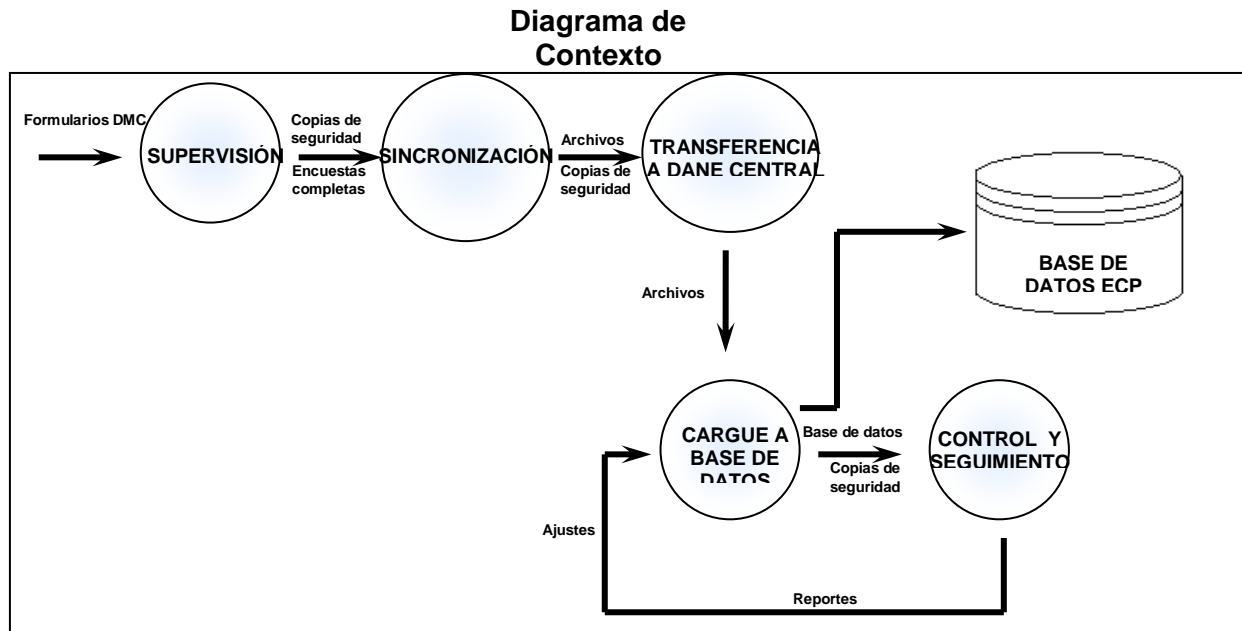 Diagrama de
Contexto
Formularios DMC
SUPERVISIÓN
Copias de
seguridad
Encuestas
completas
SINCRONIZACIÓN
Archivos
Copias de
seguridad
TRANSFERENCIA
A DANE CENTRAL
BASE DE
DATOS ECP
Archivos
CARGUE A
BASE DE
DATOS
Base de datos
Copias de
seguridad
CONTROL Y
SEGUIMIENTO
Ajustes
Reportes